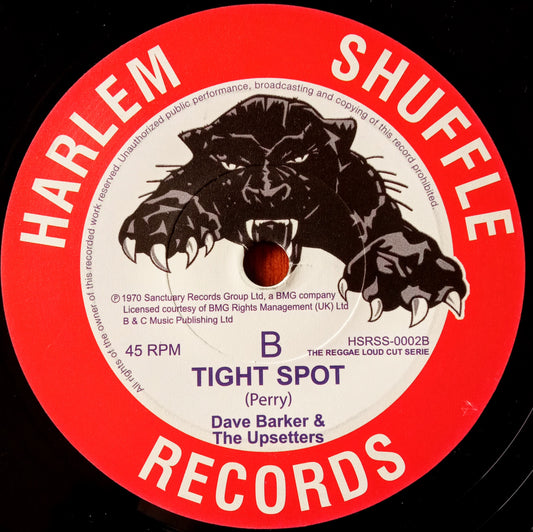 HARLEM SHUFFLE
All rights of the owner of this recorded work reserved. Unauthorized public performance, broadcasting and copying of this record prohibited.
℗ 1970 Sanctuary Records Group Ltd, a BMG company
Licensed courtesy of BMG Rights Management (UK) Ltd
B & C Music Publishing Ltd
45 RPM
B
HSRSS-0002B
THE REGGAE LOUD CUT SERIE
TIGHT SPOT
(Perry)
Dave Barker &
The Upsetters
RECORDS